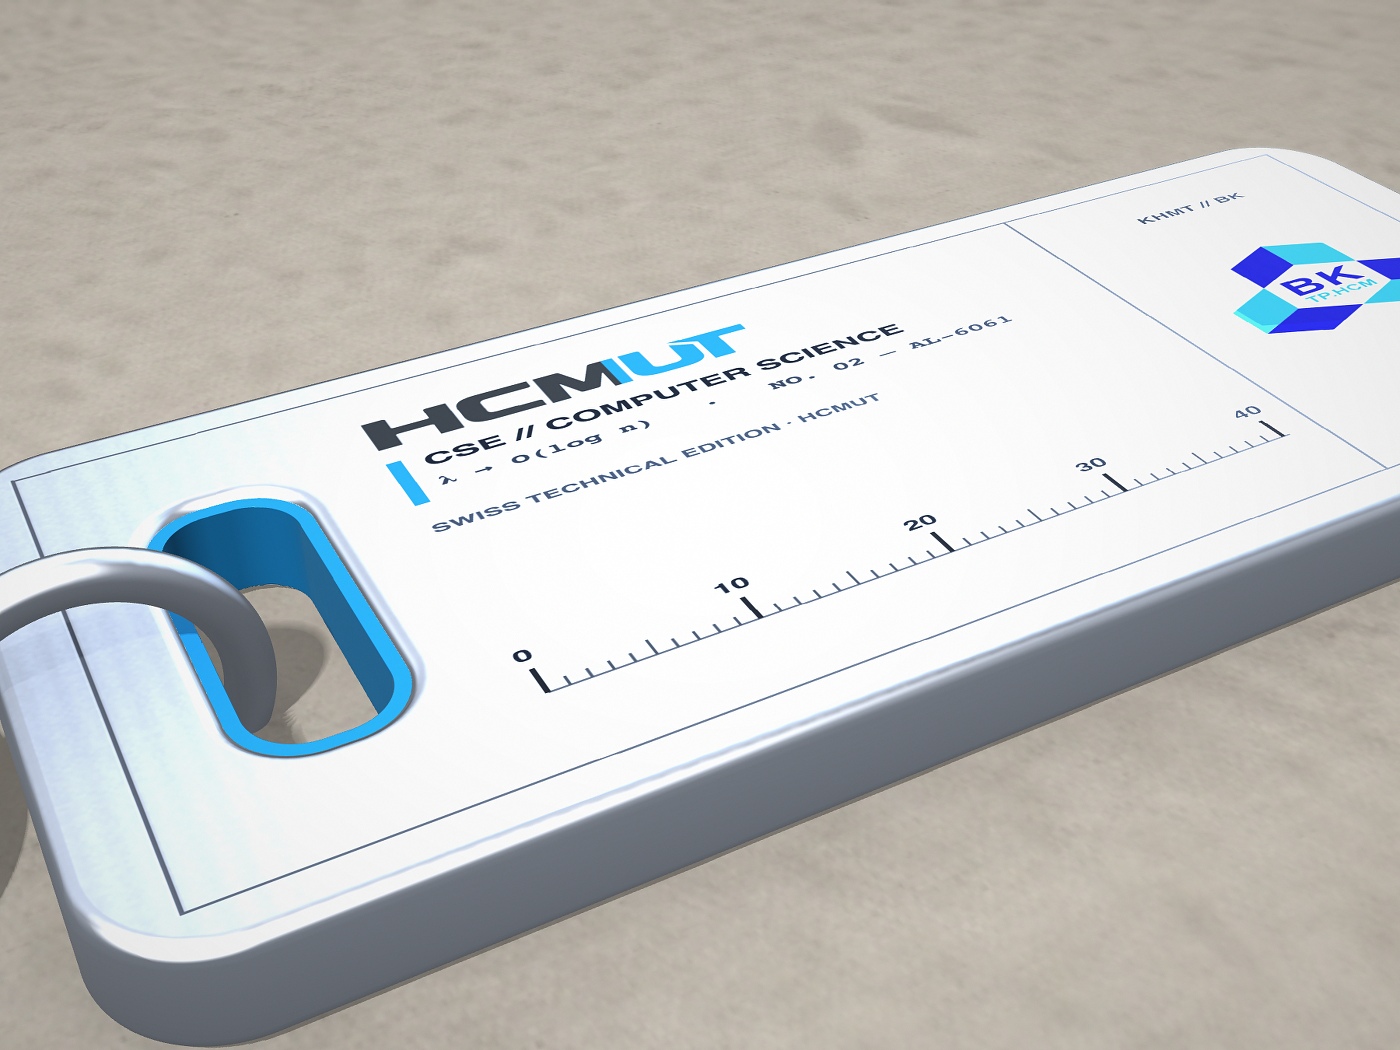 HCMUT
CSE // COMPUTER SCIENCE
λ → O(log n) · NO. 02 — AL-6061
SWISS TECHNICAL EDITION · HCMUT
0 10 20 30 40
KHMT // BK
BK
TP.HCM